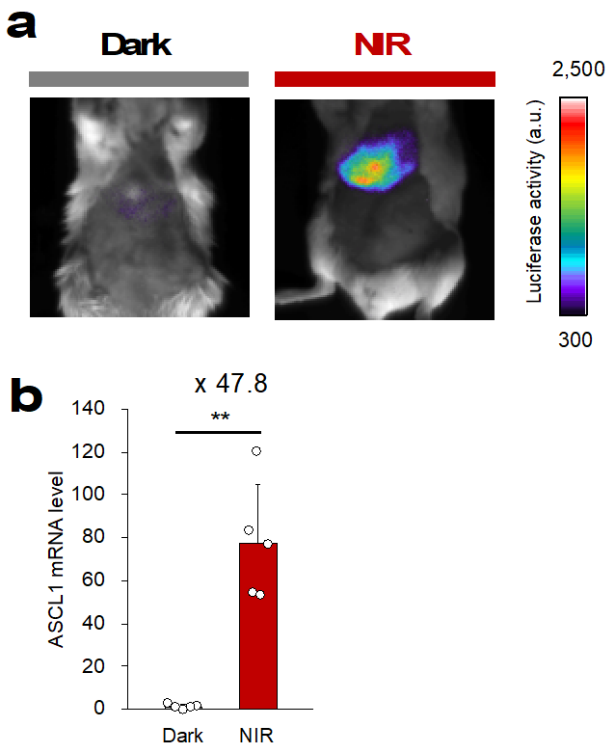 a
Dark
NIR
2,500
Luciferase activity (a.u.)
300
b
x 47.8
**
140
120
100
80
60
40
20
0
ASCL1 mRNA level
Dark
NIR